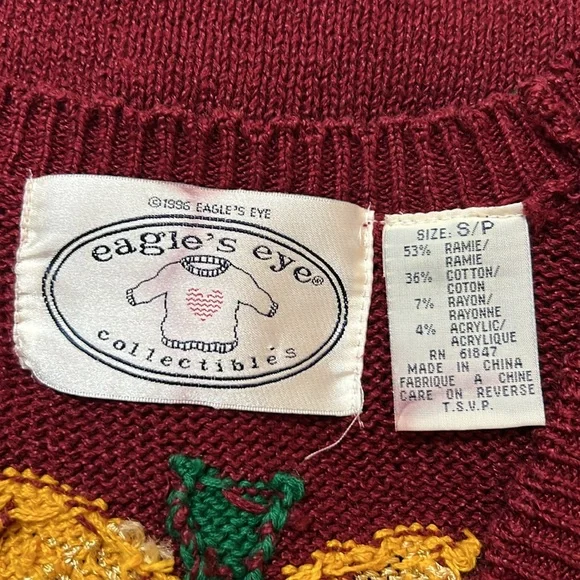 ©1996 EAGLE'S EYE
eagle's eye®
collectibles
SIZE: S/P
53% RAMIE/
RAMIE
36% COTTON/
COTON
7% RAYON/
RAYONNE
4% ACRYLIC/
ACRYLIQUE
RN 61847
MADE IN CHINA
FABRIQUE A CHINE
CARE ON REVERSE
T.S.V.P.